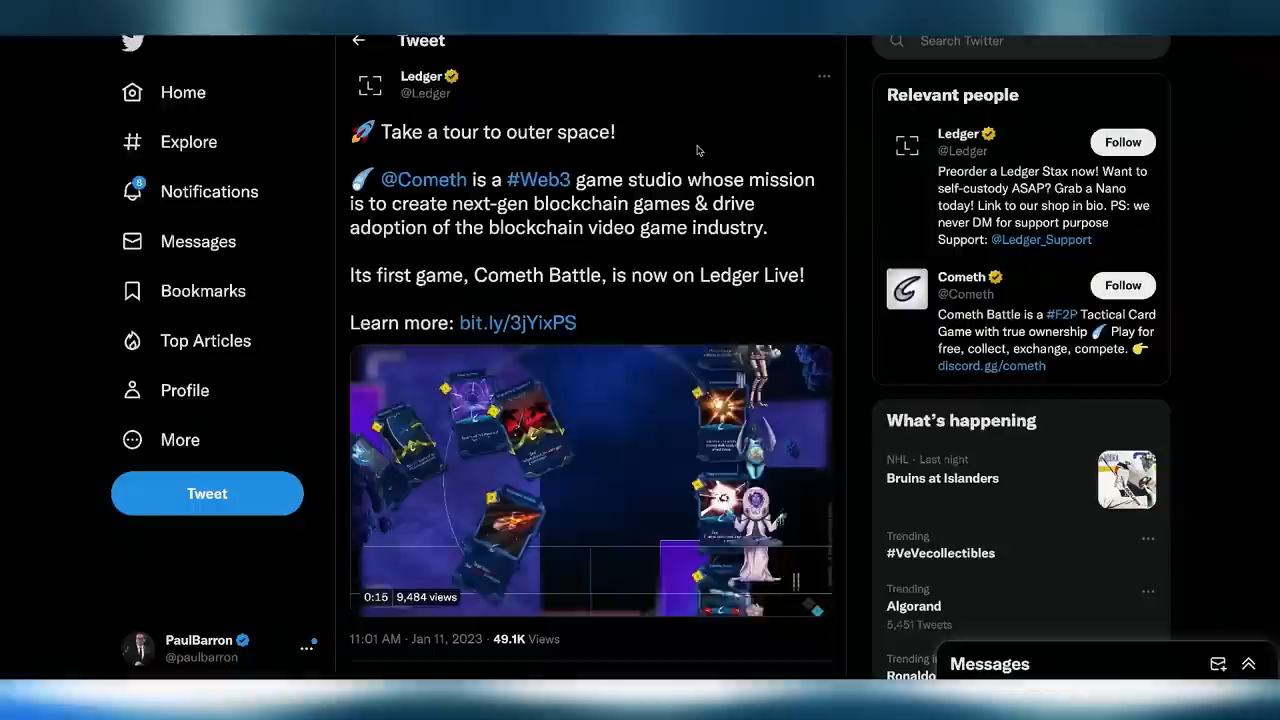 Home
Explore
8
Notifications
Messages
Bookmarks
Top Articles
Profile
More
Tweet
PaulBarron
@paulbarron
Tweet
Ledger
@Ledger
🚀 Take a tour to outer space!
☄️ @Cometh is a #Web3 game studio whose mission
is to create next-gen blockchain games & drive
adoption of the blockchain video game industry.
Its first game, Cometh Battle, is now on Ledger Live!
Learn more: bit.ly/3jYixPS
0:15 9,484 views
11:01 AM · Jan 11, 2023 · 49.1K Views
Search Twitter
Relevant people
Ledger
@Ledger
Follow
Preorder a Ledger Stax now! Want to
self-custody ASAP? Grab a Nano
today! Link to our shop in bio. PS: we
never DM for support purpose
Support: @Ledger_Support
Cometh
@Cometh
Follow
Cometh Battle is a #F2P Tactical Card
Game with true ownership ☄️ Play for
free, collect, exchange, compete. 👉
discord.gg/cometh
What's happening
NHL · Last night
Bruins at Islanders
Trending
#VeVecollectibles
Trending
Algorand
5,451 Tweets
Trending
Ronaldo
Messages